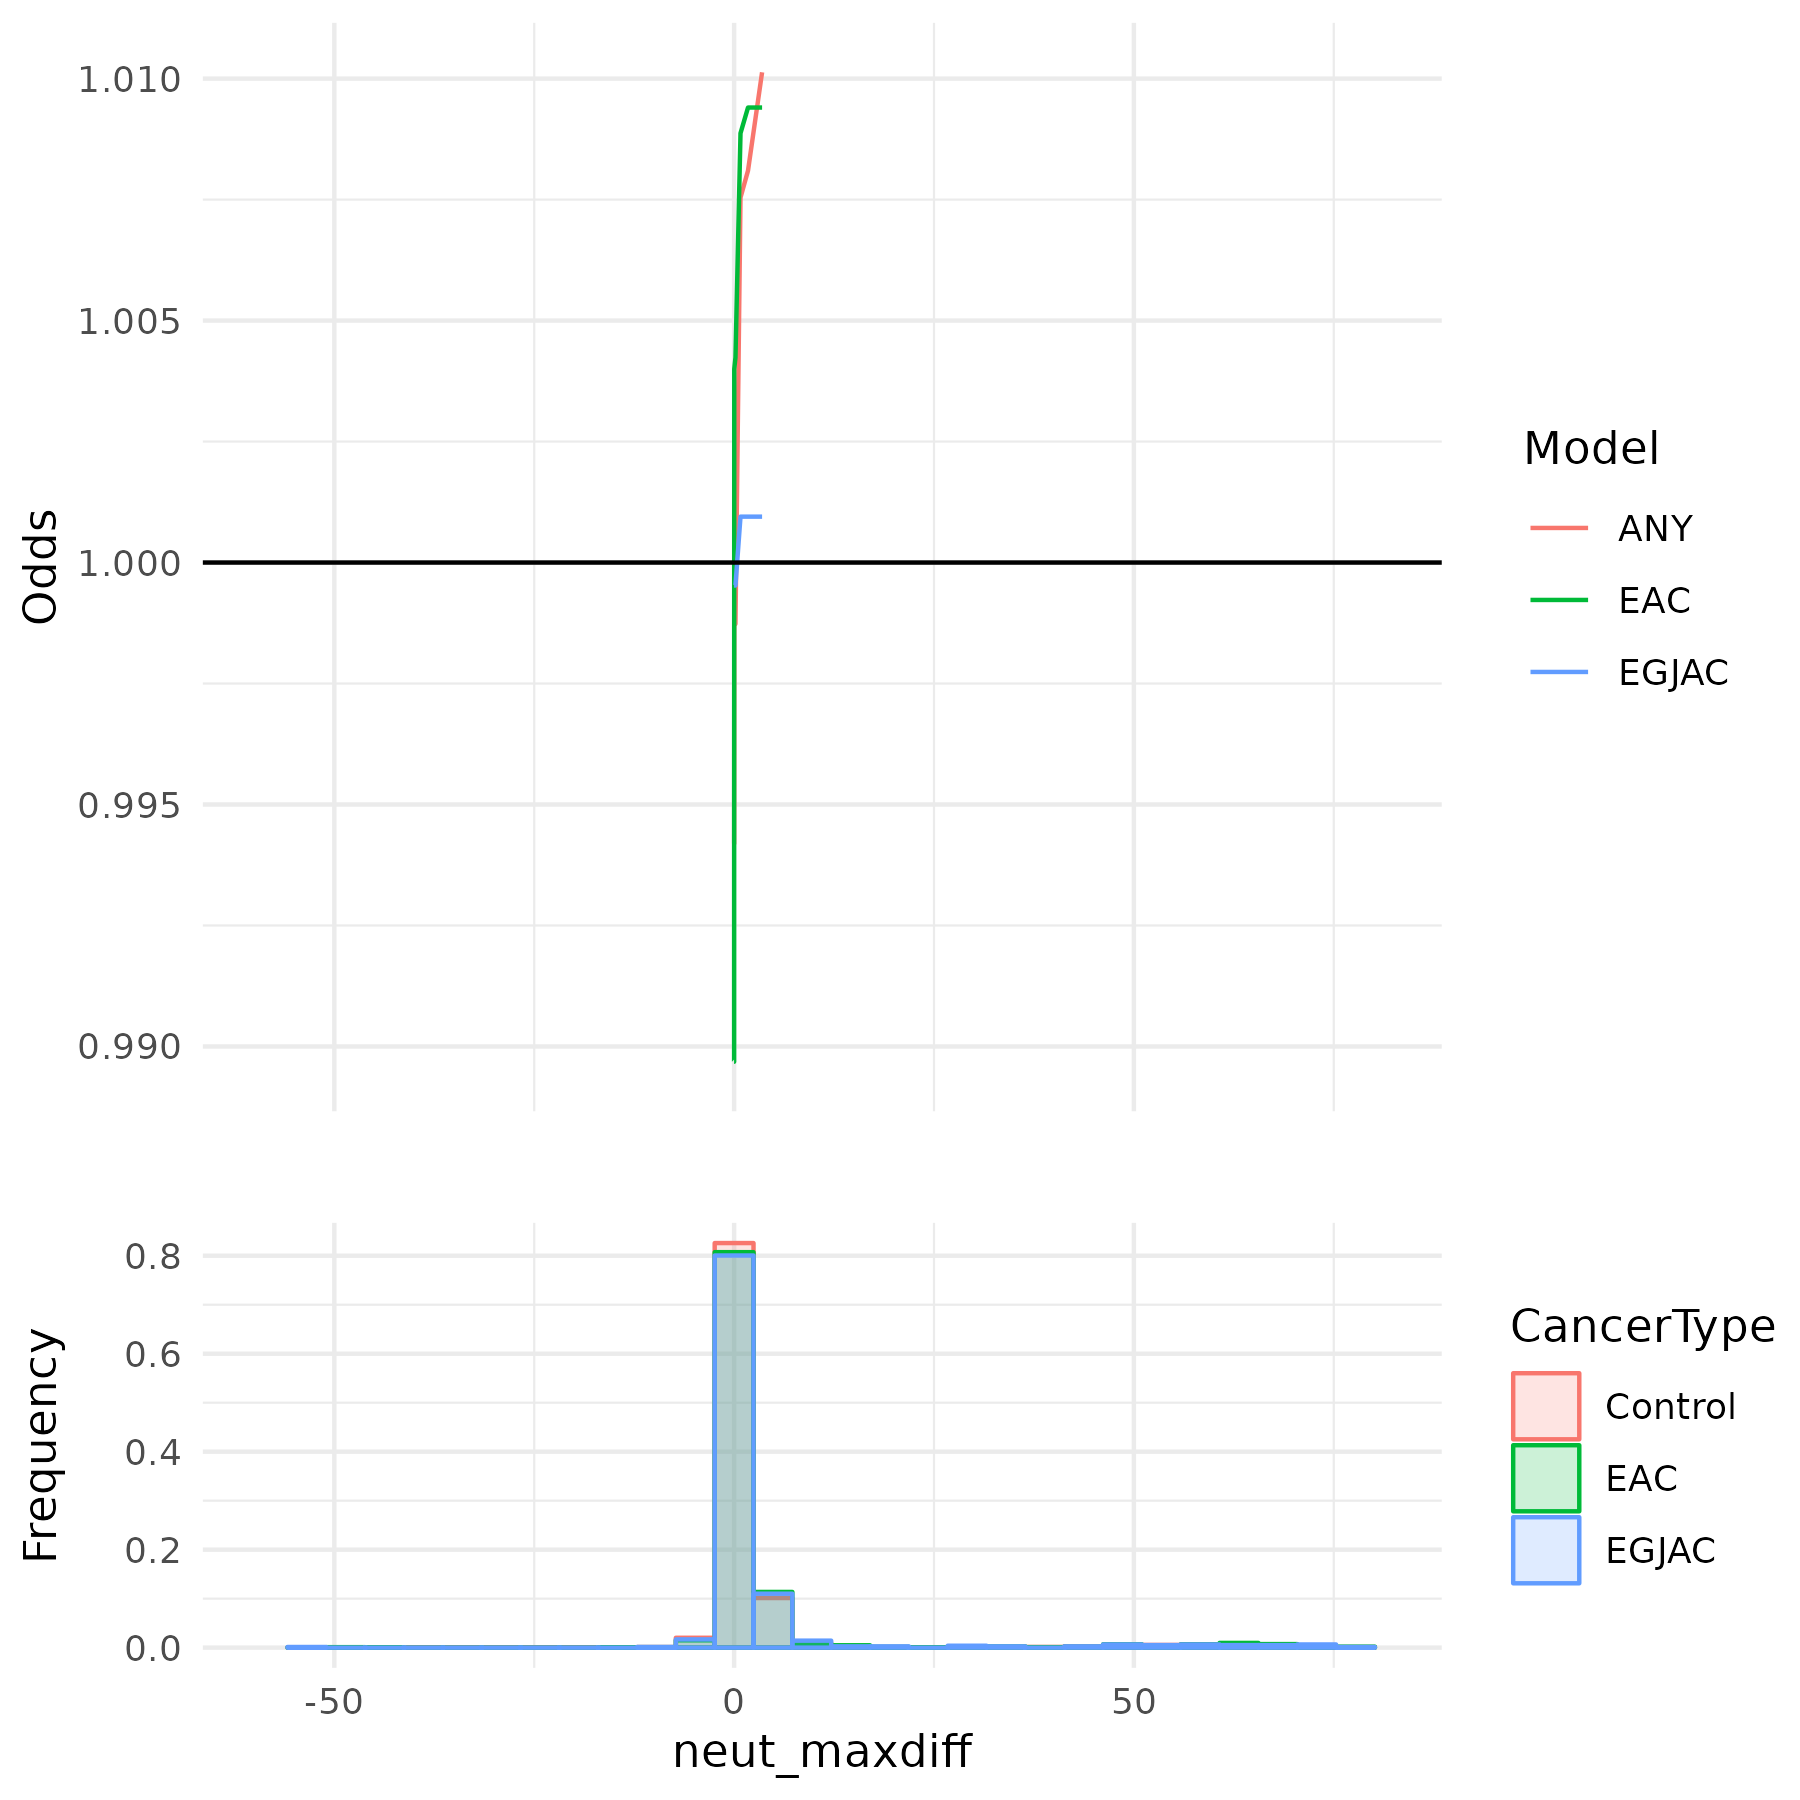 Odds
1.010
1.005
1.000
0.995
0.990
Model
ANY
EAC
EGJAC
Frequency
0.8
0.6
0.4
0.2
0.0
-50
0
50
neut_maxdiff
CancerType
Control
EAC
EGJAC